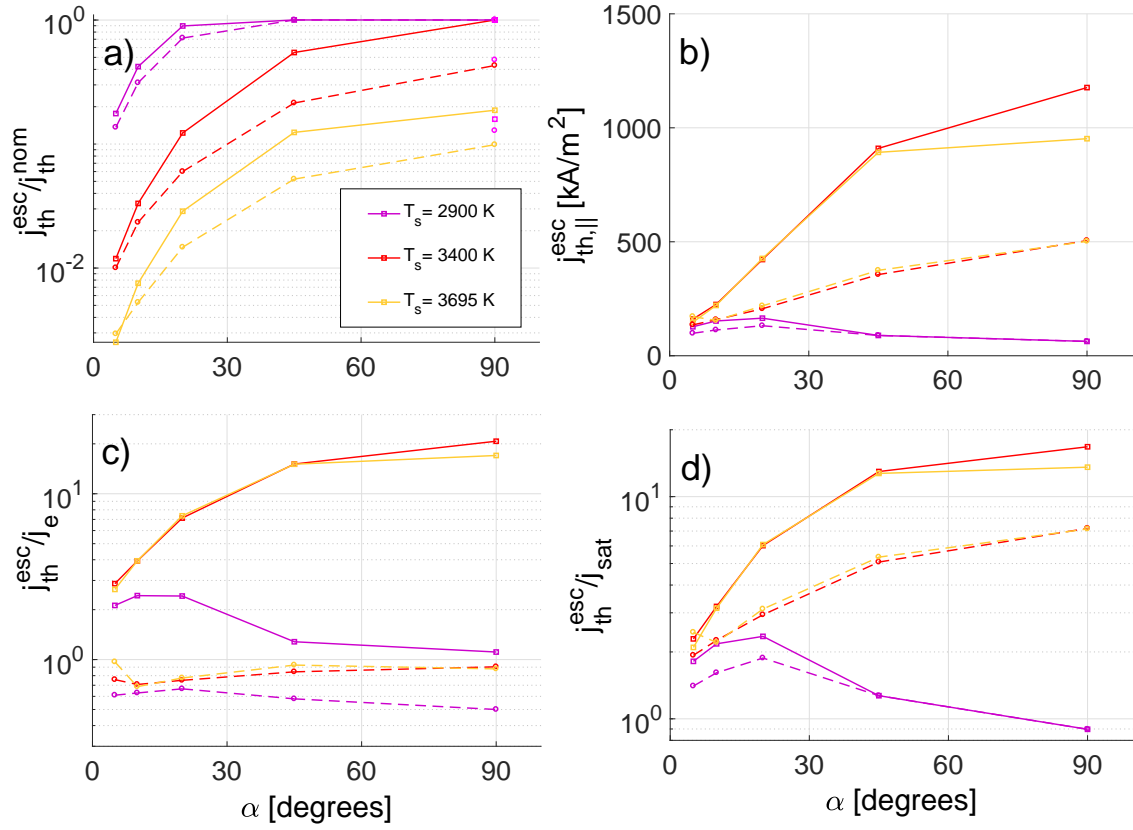 a)
j_th^esc/j_th^nom
10^0
10^-2
0 30 60 90
T_s= 2900 K
T_s= 3400 K
T_s= 3695 K
b)
j_th,||^esc [kA/m^2]
1500
1000
500
0
0 30 60 90
c)
j_th^esc/j_e
10^1
10^0
0 30 60 90
α [degrees]
d)
j_th^esc/j_sat
10^1
10^0
0 30 60 90
α [degrees]